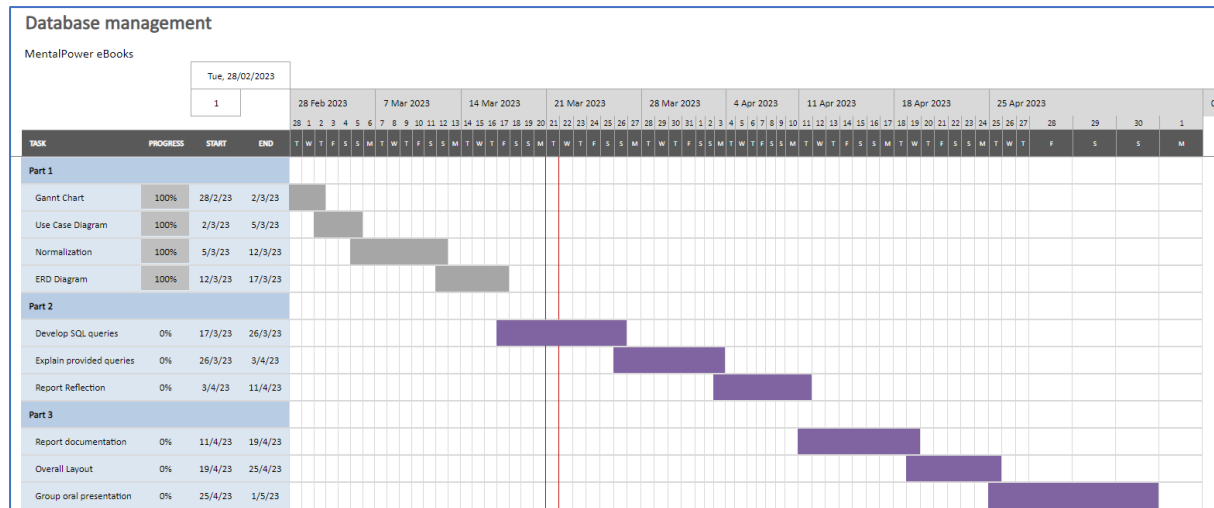 Database management
MentalPower eBooks
Tue, 28/02/2023
1
28 Feb 2023 7 Mar 2023 14 Mar 2023 21 Mar 2023 28 Mar 2023 4 Apr 2023 11 Apr 2023 18 Apr 2023 25 Apr 2023
28 1 2 3 4 5 6 7 8 9 10 11 12 13 14 15 16 17 18 19 20 21 22 23 24 25 26 27 28 29 30 31 1 2 3 4 5 6 7 8 9 10 11 12 13 14 15 16 17 18 19 20 21 22 23 24 25 26 27 28 29 30 1
TASK PROGRESS START END T W T F S S M T W T F S S M T W T F S S M T W T F S S M T W T F S S M T W T F S S M T W T F S S M T W T F S S M T W T F S S M
Part 1
Gannt Chart 100% 28/2/23 2/3/23
Use Case Diagram 100% 2/3/23 5/3/23
Normalization 100% 5/3/23 12/3/23
ERD Diagram 100% 12/3/23 17/3/23
Part 2
Develop SQL queries 0% 17/3/23 26/3/23
Explain provided queries 0% 26/3/23 3/4/23
Report Reflection 0% 3/4/23 11/4/23
Part 3
Report documentation 0% 11/4/23 19/4/23
Overall Layout 0% 19/4/23 25/4/23
Group oral presentation 0% 25/4/23 1/5/23